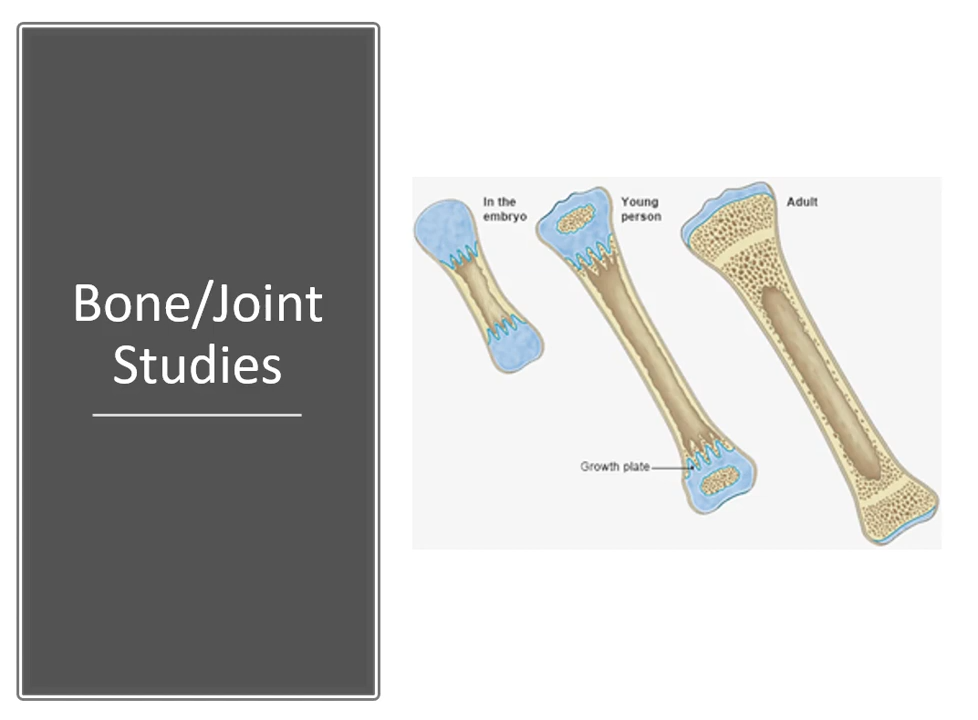 Bone/Joint
Studies
In the
embryo
Young
person
Adult
Growth plate